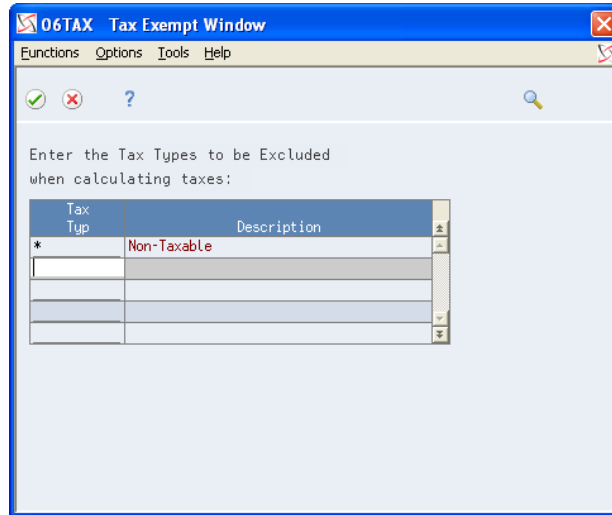 06TAX Tax Exempt Window
Functions Options Tools Help
?
Enter the Tax Types to be Excluded
when calculating taxes:
Tax
Typ Description
* Non-Taxable